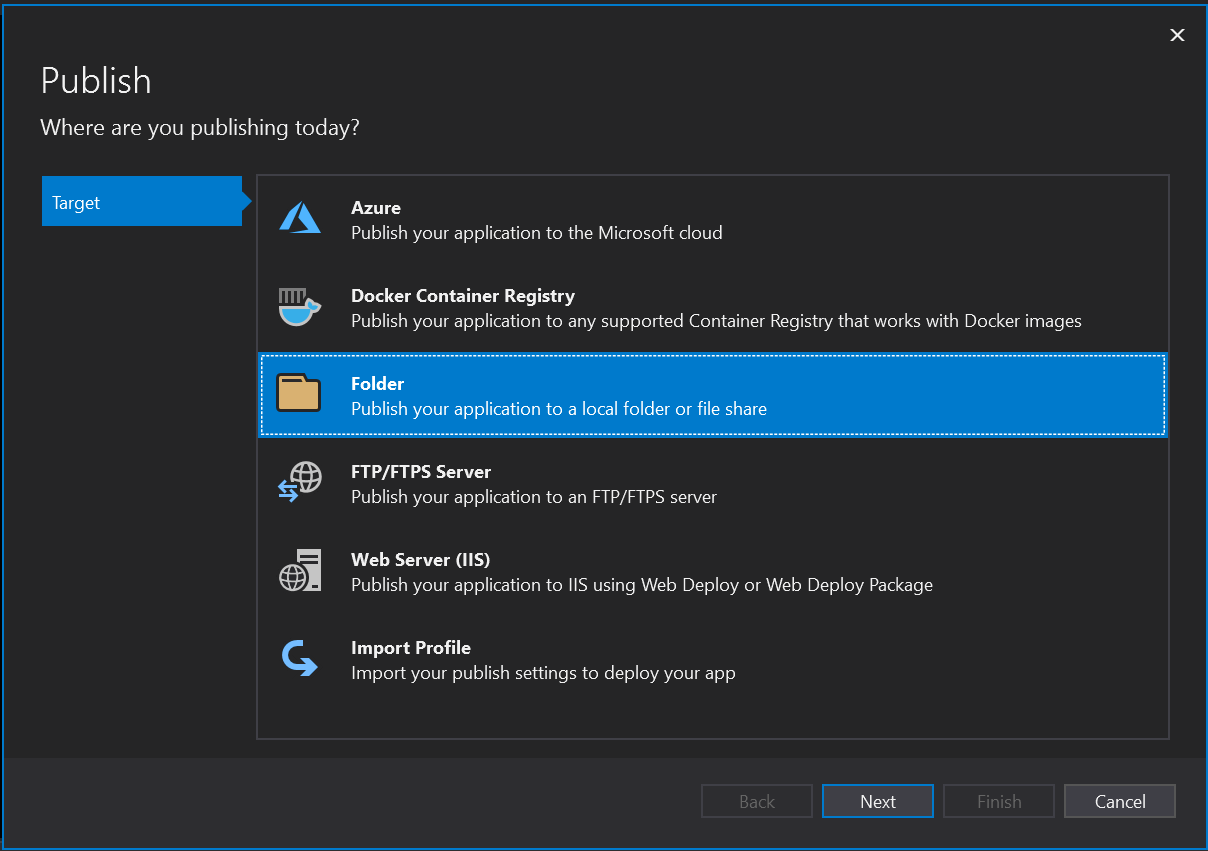 Publish
Where are you publishing today?
Target
Azure
Publish your application to the Microsoft cloud
Docker Container Registry
Publish your application to any supported Container Registry that works with Docker images
Folder
Publish your application to a local folder or file share
FTP/FTPS Server
Publish your application to an FTP/FTPS server
Web Server (IIS)
Publish your application to IIS using Web Deploy or Web Deploy Package
Import Profile
Import your publish settings to deploy your app
Back
Next
Finish
Cancel